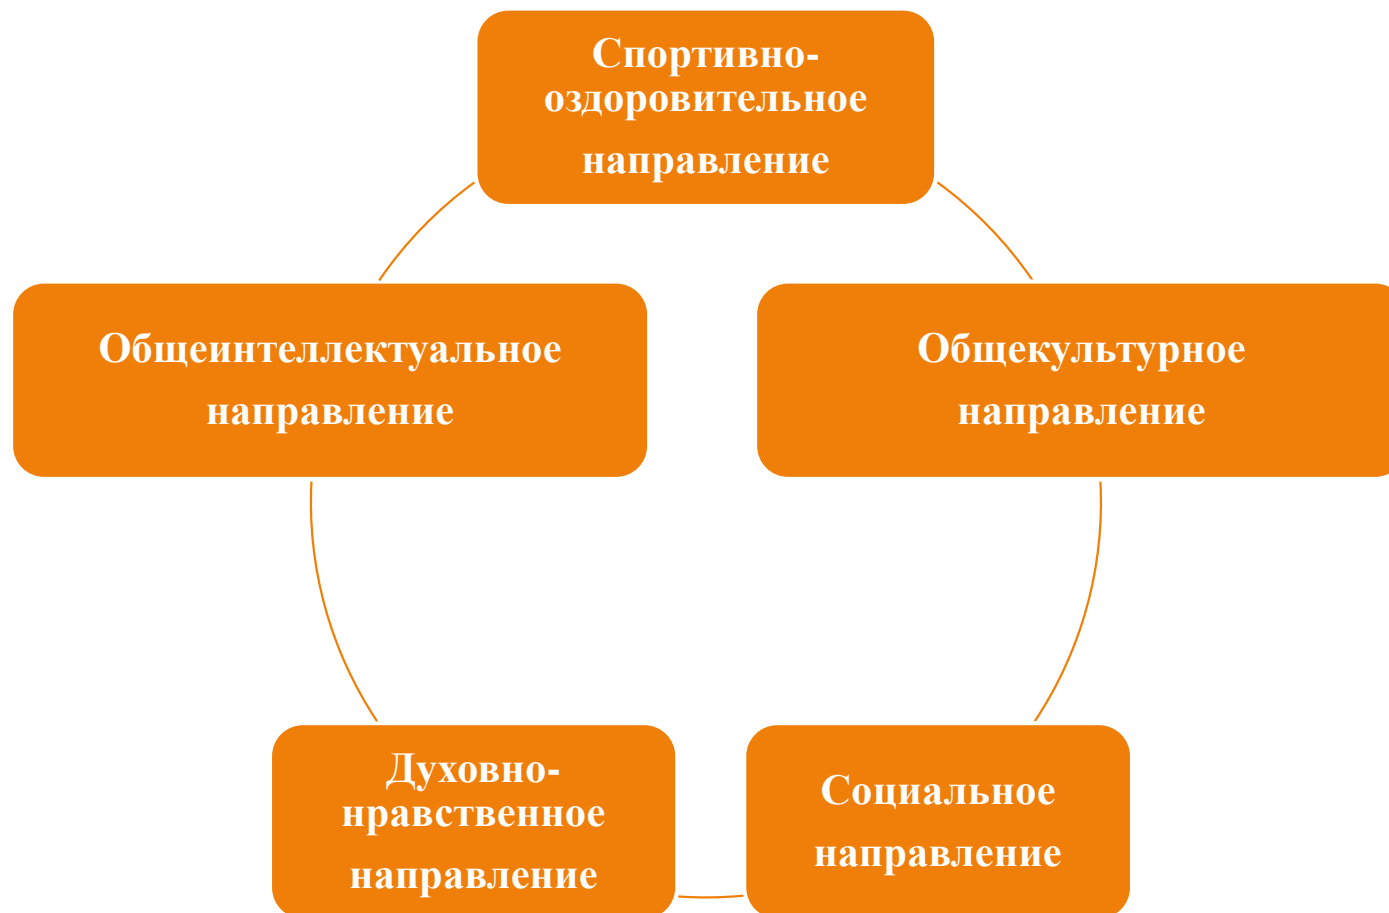 Спортивно-
оздоровительное
направление
Общеинтеллектуальное
направление
Общекультурное
направление
Духовно-
нравственное
направление
Социальное
направление